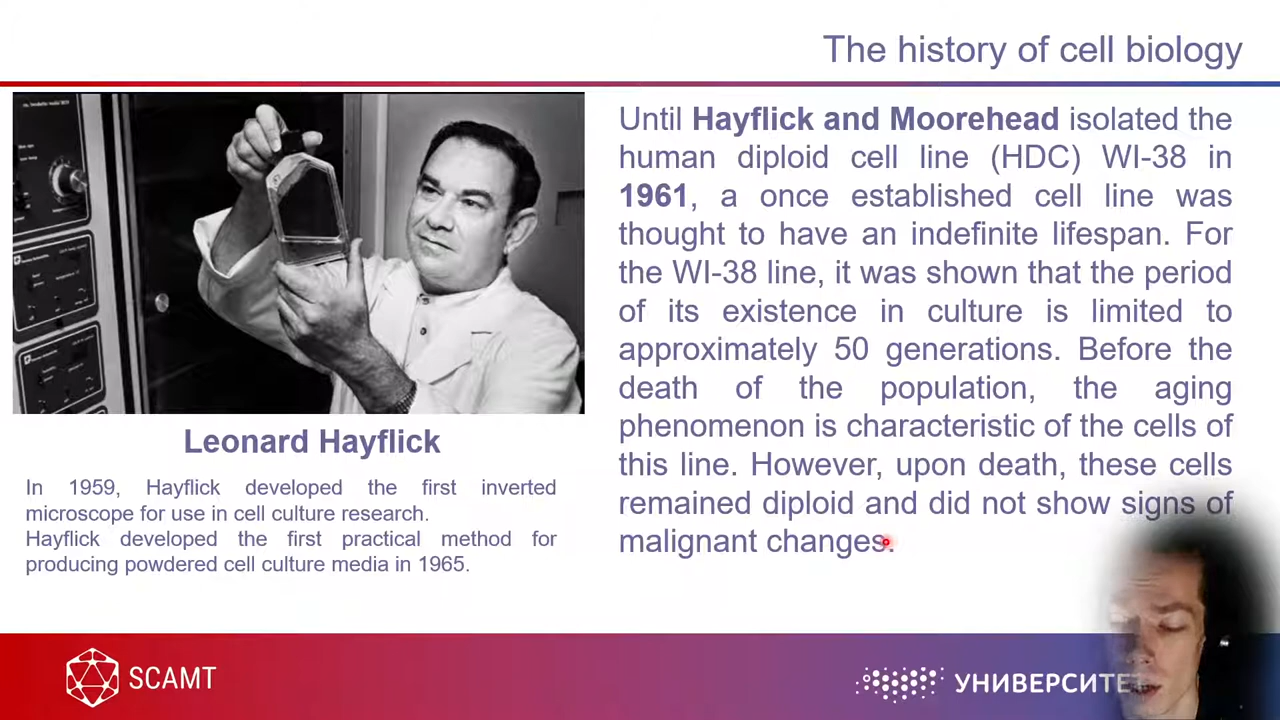 The history of cell biology
Until Hayflick and Moorehead isolated the
human diploid cell line (HDC) WI-38 in
1961, a once established cell line was
thought to have an indefinite lifespan. For
the WI-38 line, it was shown that the period
of its existence in culture is limited to
approximately 50 generations. Before the
death of the population, the aging
phenomenon is characteristic of the cells of
this line. However, upon death, these cells
remained diploid and did not show signs of
malignant changes.
Leonard Hayflick
In 1959, Hayflick developed the first inverted
microscope for use in cell culture research.
Hayflick developed the first practical method for
producing powdered cell culture media in 1965.
SCAMT
УНИВЕРСИТЕ